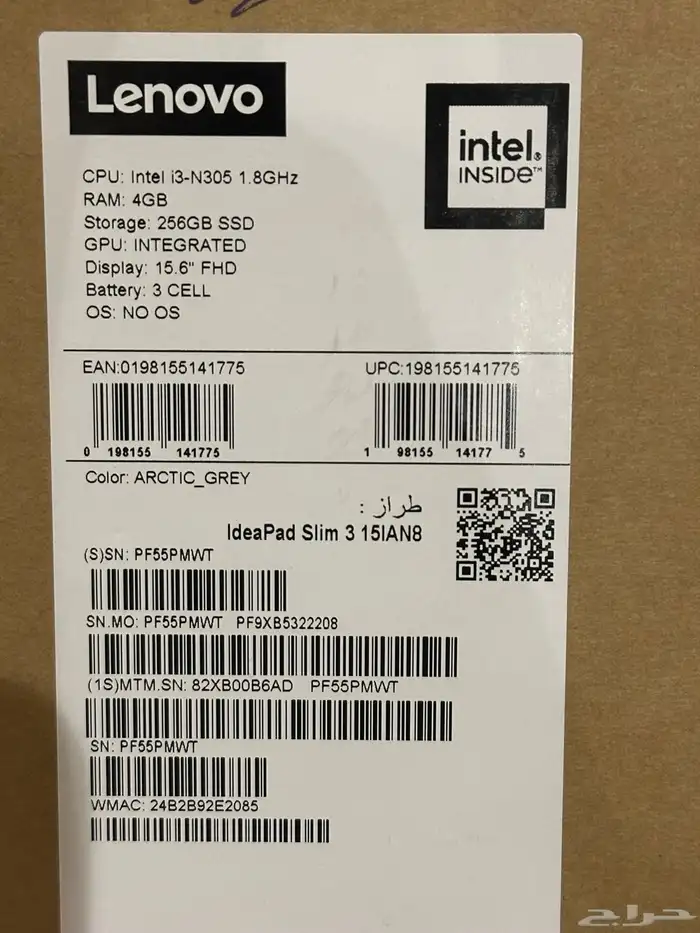 Lenovo
intel.
INSIDE™
CPU: Intel i3-N305 1.8GHz
RAM: 4GB
Storage: 256GB SSD
GPU: INTEGRATED
Display: 15.6" FHD
Battery: 3 CELL
OS: NO OS
EAN:0198155141775
UPC:198155141775
0 198155 141775
1 98155 14177 5
Color: ARCTIC_GREY
طراز :
IdeaPad Slim 3 15IAN8
(S)SN: PF55PMWT
SN.MO: PF55PMWT PF9XB5322208
(1S)MTM.SN: 82XB00B6AD PF55PMWT
SN: PF55PMWT
WMAC: 24B2B92E2085
حراج